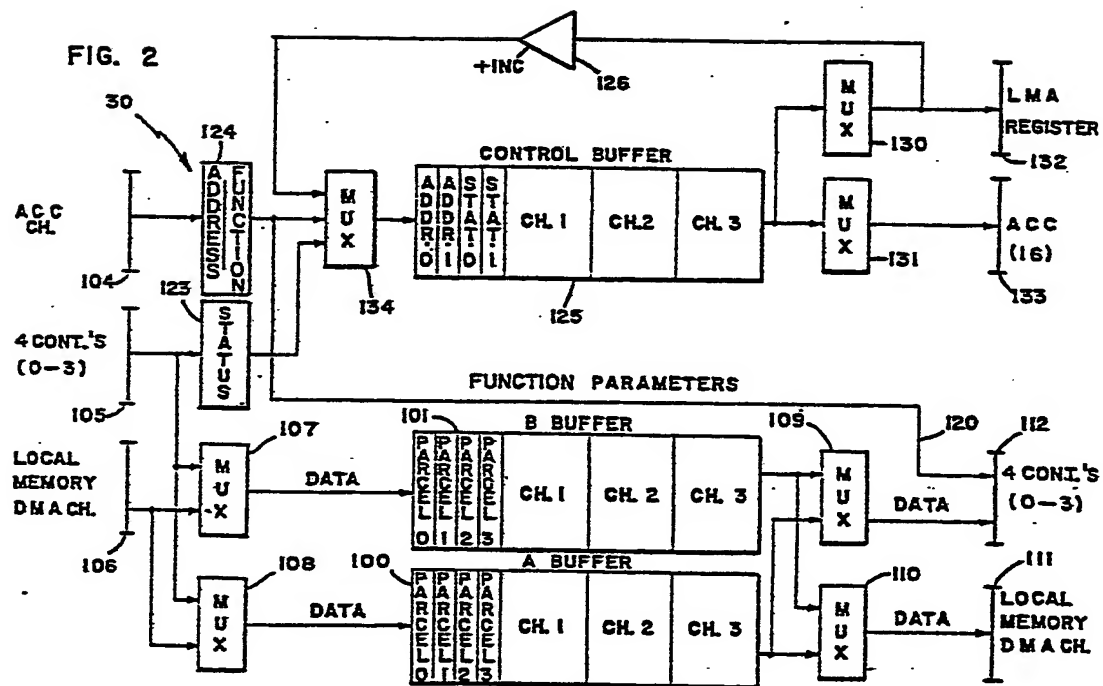 FIG. 2
30
+INC
126
MUX
130
LMA
REGISTER
132
124
ADDRESS
FUNCTION
ACC
CH.
104
MUX
134
CONTROL BUFFER
ADDR.0
ADDR.1
STAT.0
STAT.1
CH. 1
CH.2
CH. 3
125
MUX
131
ACC
(16)
133
123
STATUS
4 CONT.'S
(0-3)
105
FUNCTION PARAMETERS
120
LOCAL
MEMORY
DMA CH.
106
107
MUX
DATA
101
B BUFFER
PARCEL 0
PARCEL 1
PARCEL 2
PARCEL 3
CH. 1
CH. 2
CH. 3
109
MUX
DATA
112
4 CONT.'S
(0-3)
108
MUX
DATA
100
A BUFFER
PARCEL 0
PARCEL 1
PARCEL 2
PARCEL 3
CH. 1
CH. 2
CH. 3
110
MUX
DATA
111
LOCAL
MEMORY
DMA CH.